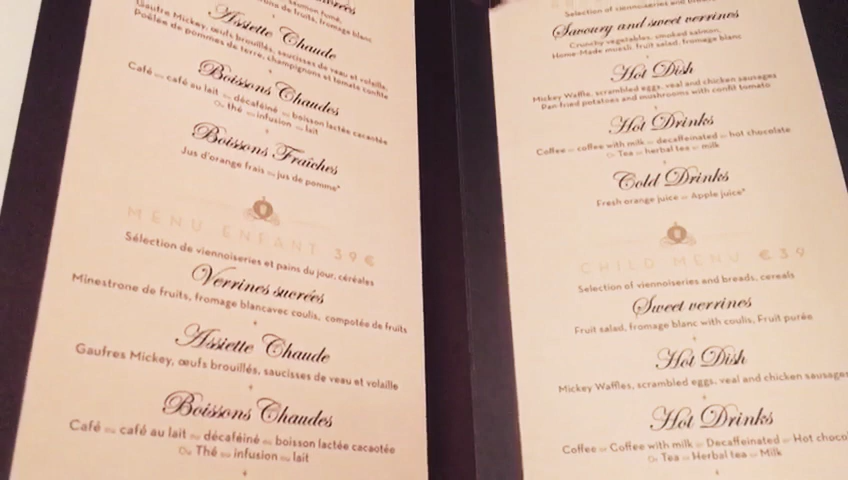 fumé,
fruits, fromage blanc
Assiette Chaude
Gaufre Mickey, œufs brouillés, saucisses de veau et volaille,
Poêlée de pommes de terre, champignons et tomate confite
Boissons Chaudes
Café ou café au lait ou décaféiné ou boisson lactée cacaotée
Ou Thé ou infusion ou lait
Boissons Fraîches
Jus d'orange frais ou jus de pomme*
MENU ENFANT 39€
Sélection de viennoiseries et pains du jour, céréales
Verrines sucrées
Minestrone de fruits, fromage blancavec coulis, compotée de fruits
Assiette Chaude
Gaufres Mickey, œufs brouillés, saucisses de veau et volaille
Boissons Chaudes
Café ou café au lait ou décaféiné ou boisson lactée cacaotée
Ou Thé ou infusion ou lait
Selection of viennoiseries and
Savoury and sweet verrines
Crunchy vegetables, smoked salmon,
Home-Made muesli, fruit salad, fromage blanc
Hot Dish
Mickey Waffle, scrambled eggs, veal and chicken sausages
Pan-fried potatoes and mushrooms with confit tomato
Hot Drinks
Coffee or coffee with milk or decaffeinated or hot chocolate
Or Tea or herbal tea or milk
Cold Drinks
Fresh orange juice or Apple juice*
CHILD MENU €39
Selection of viennoiseries and breads, cereals
Sweet verrines
Fruit salad, fromage blanc with coulis, Fruit purée
Hot Dish
Mickey Waffles, scrambled eggs, veal and chicken sausages
Hot Drinks
Coffee or Coffee with milk or Decaffeinated or Hot chocol
Or Tea or Herbal tea or Milk